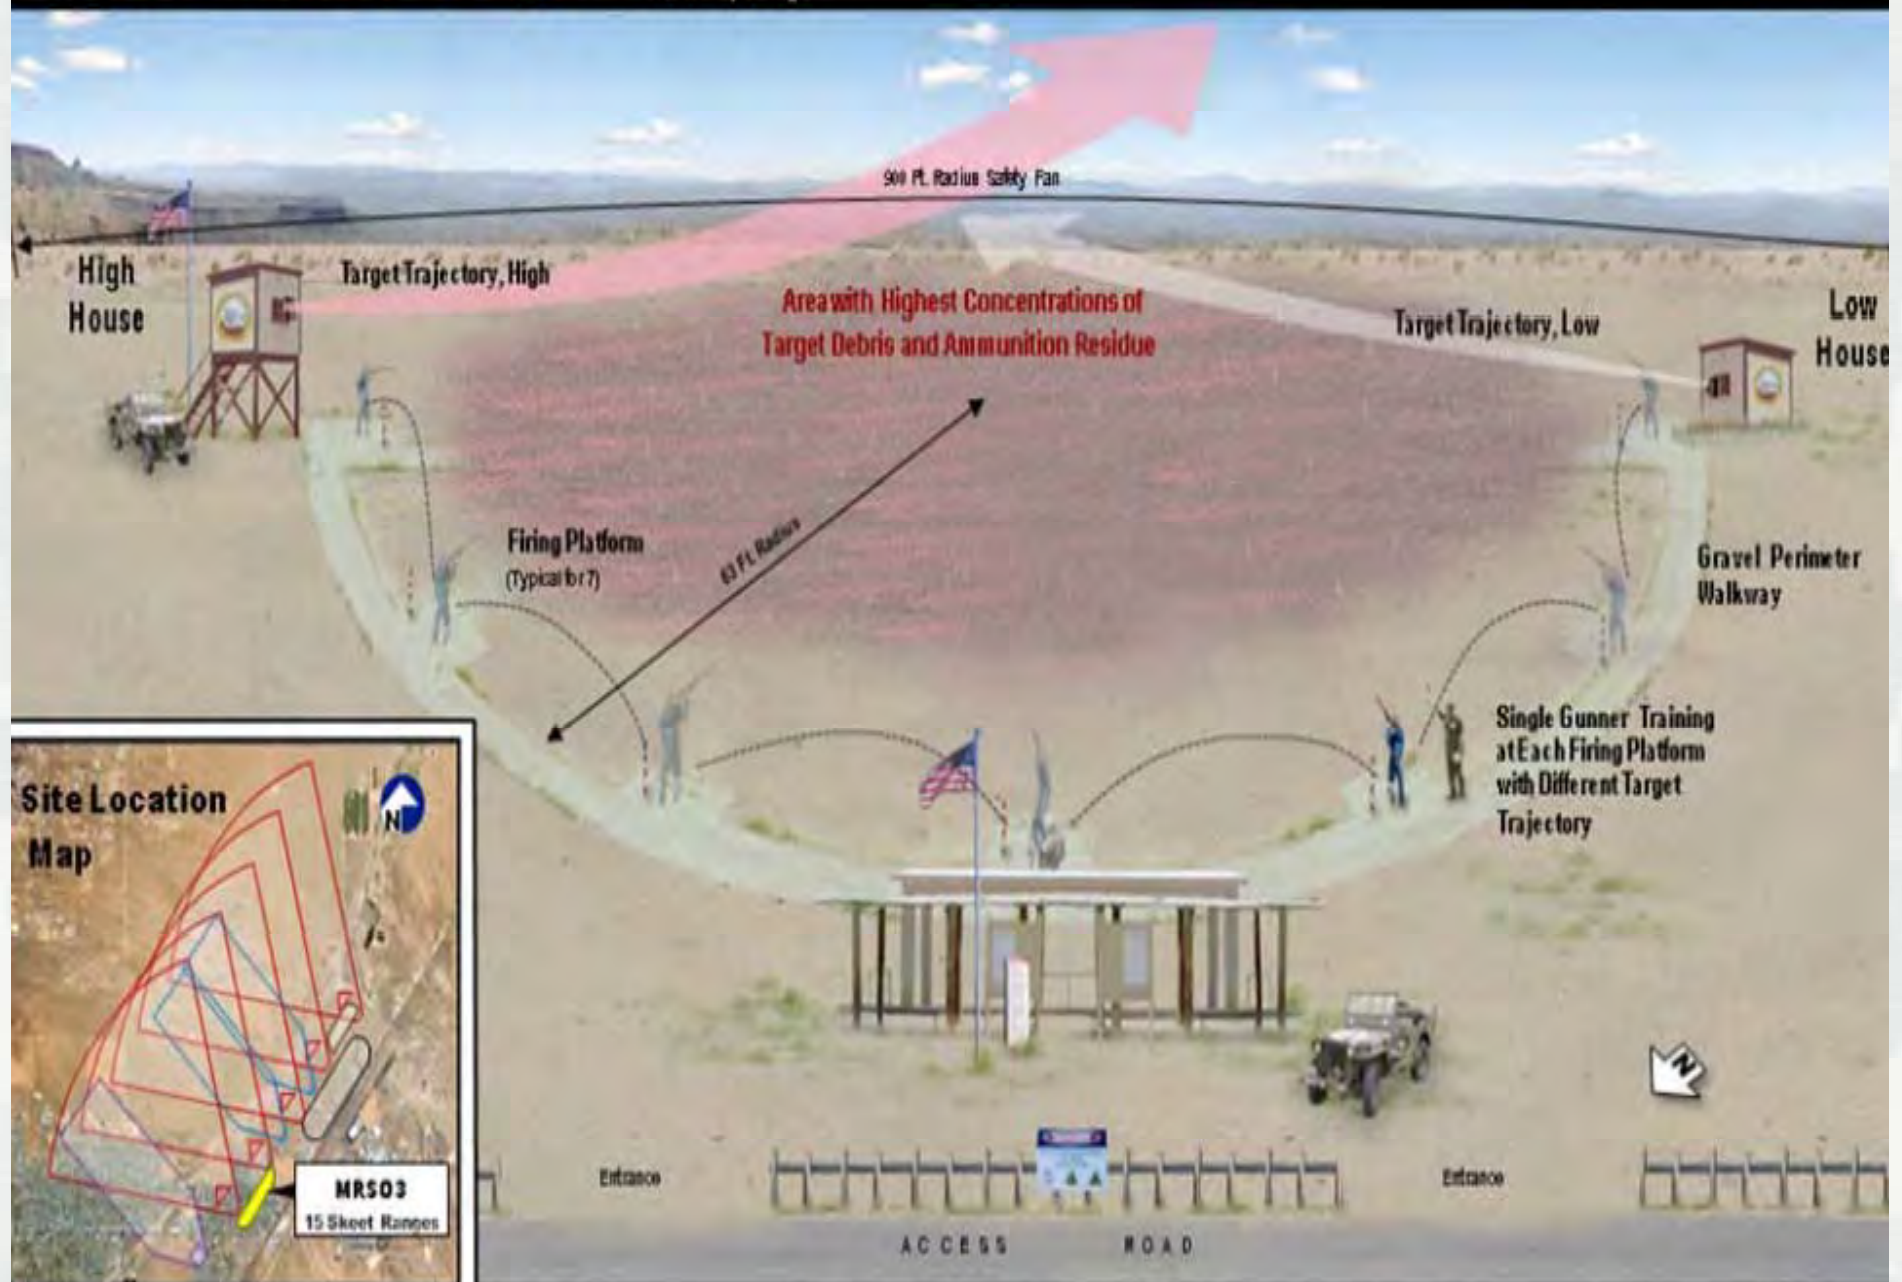 900 Ft. Radius Safety Fan
High
House
Target Trajectory, High
Area with Highest Concentrations of
Target Debris and Ammunition Residue
Target Trajectory, Low
Low
House
Firing Platform
(Typical for 7)
63 Ft. Radius
Gravel Perimeter
Walkway
Single Gunner Training
at Each Firing Platform
with Different Target
Trajectory
Site Location
Map
N
MRS03
15 Skeet Ranges
N
Entrance
Entrance
ACCESS ROAD